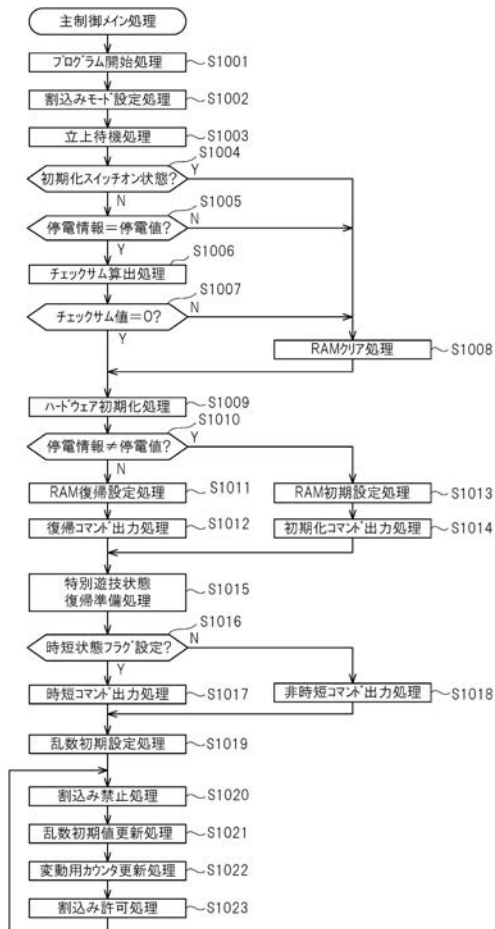 主制御メイン処理
プログラム開始処理 S1001
割込みモード設定処理 S1002
立上待機処理 S1003
S1004
初期化スイッチオン状態? Y
N
S1005
停電情報=停電値? N
Y
S1006
チェックサム算出処理
S1007
チェックサム値=0? N
Y
RAMクリア処理 S1008
ハードウェア初期化処理 S1009
S1010
停電情報≠停電値? Y
N
RAM復帰設定処理 S1011
RAM初期設定処理 S1013
復帰コマンド出力処理 S1012
初期化コマンド出力処理 S1014
特別遊技状態
復帰準備処理 S1015
S1016
時短状態フラグ設定? N
Y
時短コマンド出力処理 S1017
非時短コマンド出力処理 S1018
乱数初期設定処理 S1019
割込み禁止処理 S1020
乱数初期値更新処理 S1021
変動用カウンタ更新処理 S1022
割込み許可処理 S1023